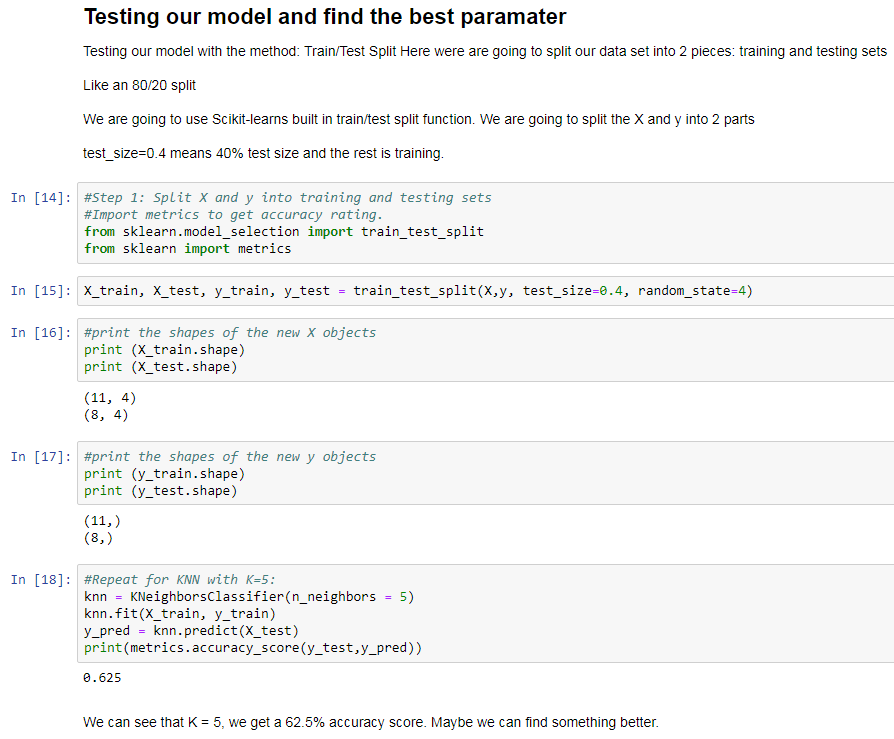 Testing our model and find the best paramater
Testing our model with the method: Train/Test Split Here were are going to split our data set into 2 pieces: training and testing sets
Like an 80/20 split
We are going to use Scikit-learns built in train/test split function. We are going to split the X and y into 2 parts
test_size=0.4 means 40% test size and the rest is training.
In [14]: #Step 1: Split X and y into training and testing sets
#Import metrics to get accuracy rating.
from sklearn.model_selection import train_test_split
from sklearn import metrics
In [15]: X_train, X_test, y_train, y_test = train_test_split(X,y, test_size=0.4, random_state=4)
In [16]: #print the shapes of the new X objects
print (X_train.shape)
print (X_test.shape)
(11, 4)
(8, 4)
In [17]: #print the shapes of the new y objects
print (y_train.shape)
print (y_test.shape)
(11,)
(8,)
In [18]: #Repeat for KNN with K=5:
knn = KNeighborsClassifier(n_neighbors = 5)
knn.fit(X_train, y_train)
y_pred = knn.predict(X_test)
print(metrics.accuracy_score(y_test,y_pred))
0.625
We can see that K = 5, we get a 62.5% accuracy score. Maybe we can find something better.